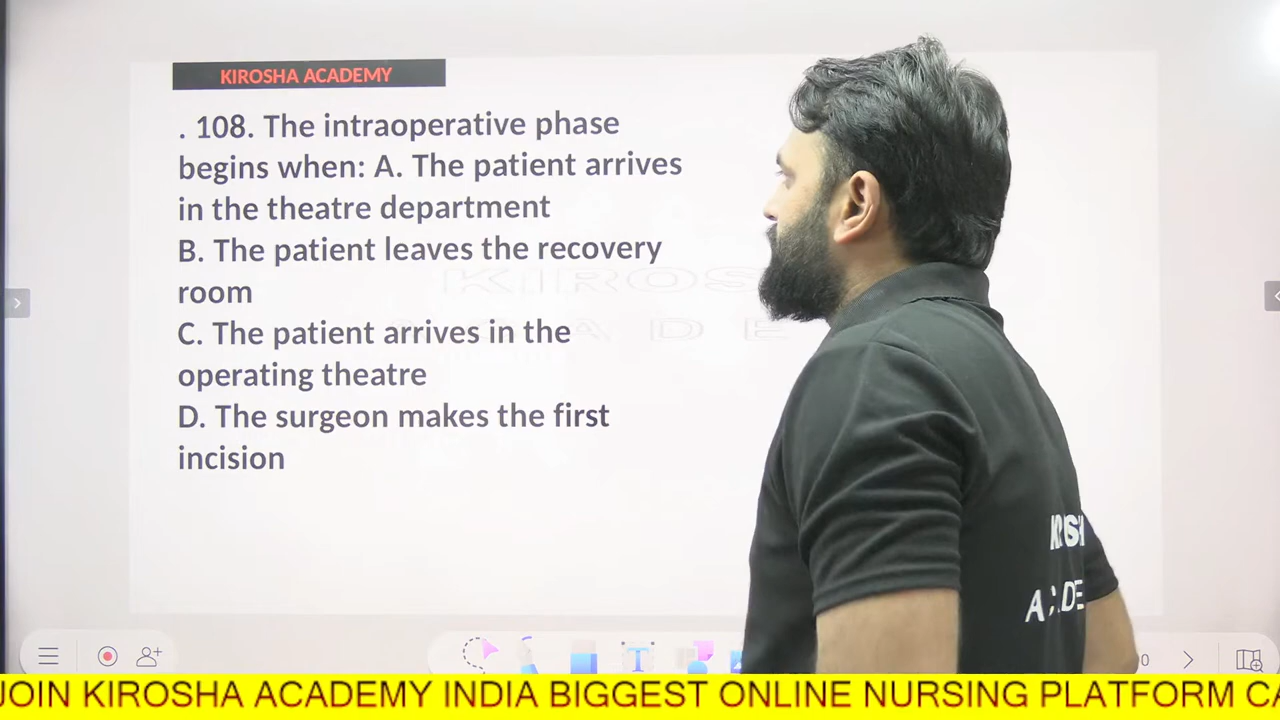 KIROSHA ACADEMY
. 108. The intraoperative phase
begins when: A. The patient arrives
in the theatre department
B. The patient leaves the recovery
room
C. The patient arrives in the
operating theatre
D. The surgeon makes the first
incision
JOIN KIROSHA ACADEMY INDIA BIGGEST ONLINE NURSING PLATFORM